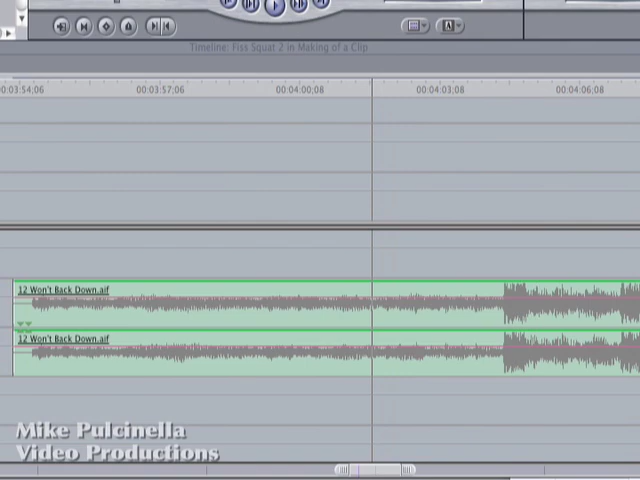 Timeline: Fiss Squat 2 in Making of a Clip
00:03:54;06 00:03:57;06 00:04:00;08 00:04:03;08 00:04:06;08
12 Won't Back Down.aif
12 Won't Back Down.aif
Mike Pulcinella
Video Productions